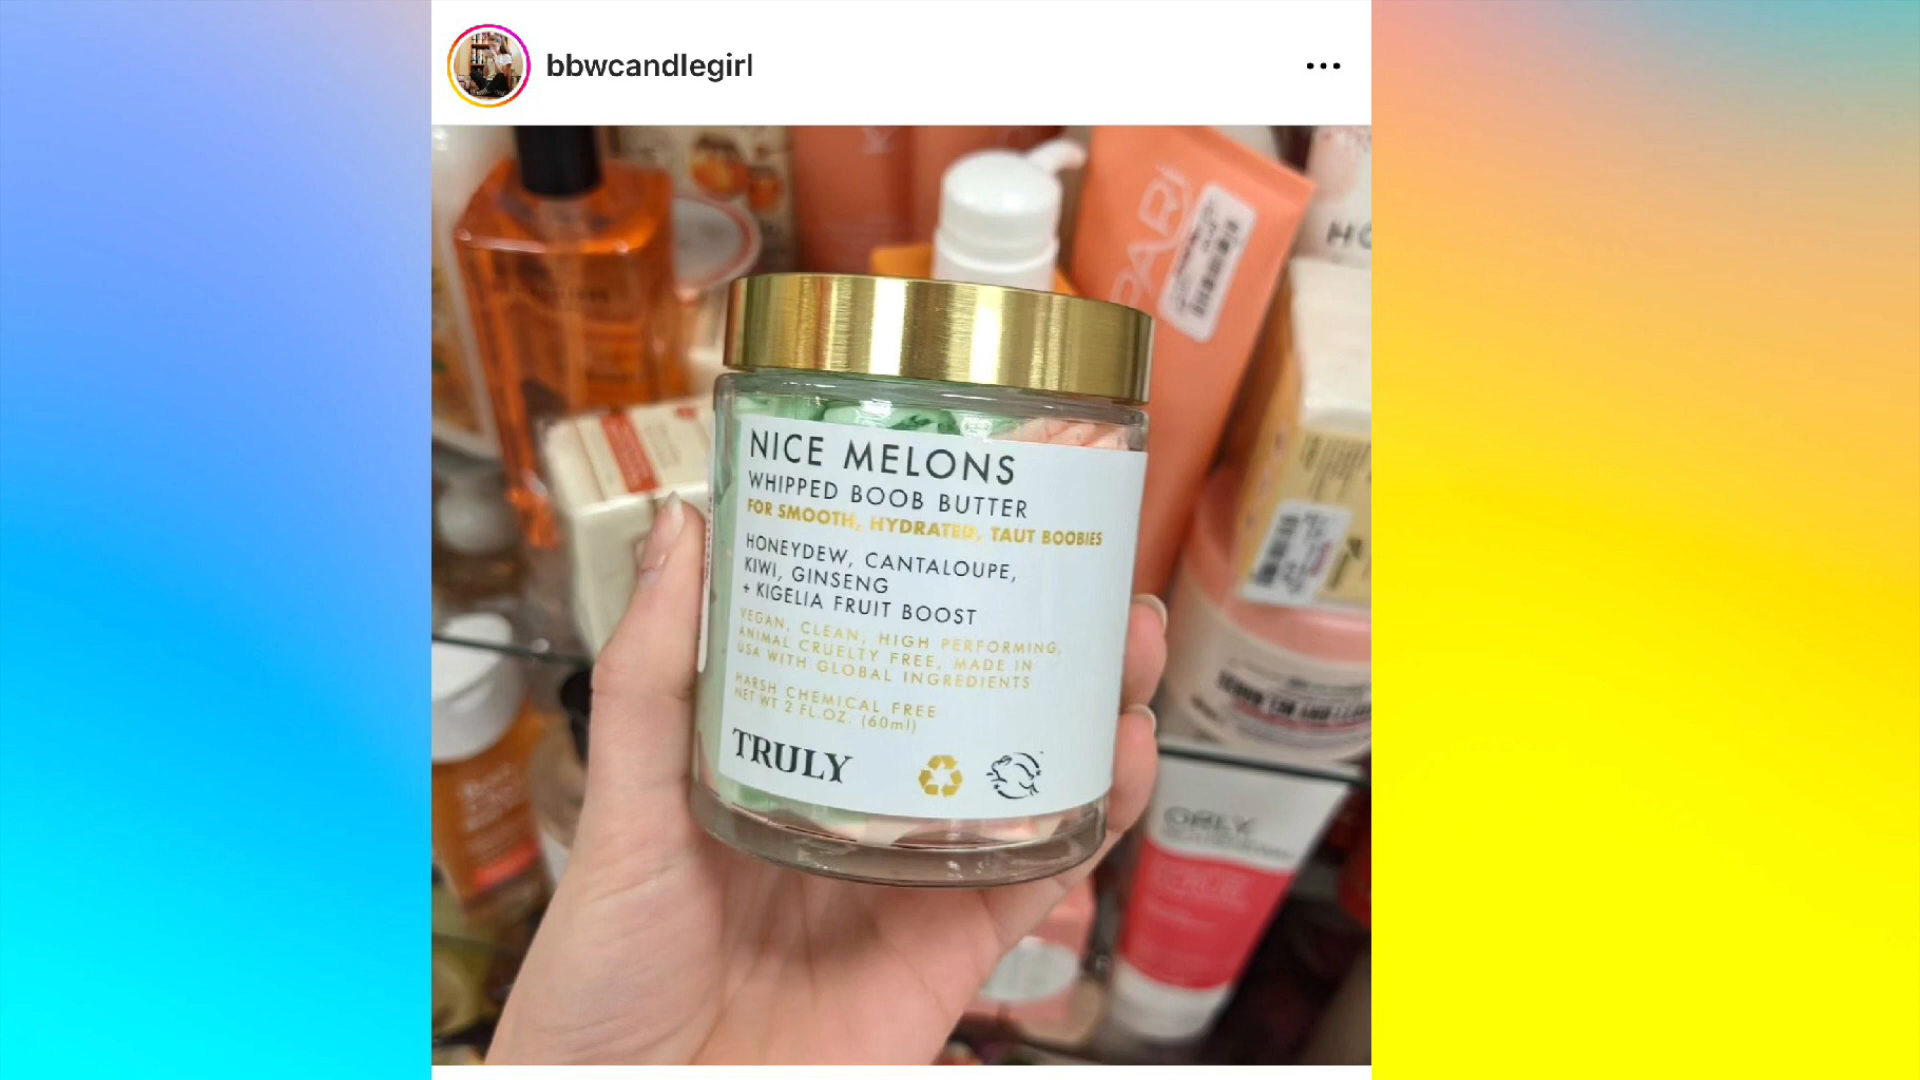 bbwcandlegirl
NICE MELONS
WHIPPED BOOB BUTTER
FOR SMOOTH, HYDRATED, TAUT BOOBIES
HONEYDEW, CANTALOUPE,
KIWI, GINSENG
+ KIGELIA FRUIT BOOST
VEGAN, CLEAN, HIGH PERFORMING,
ANIMAL CRUELTY FREE, MADE IN
USA WITH GLOBAL INGREDIENTS
HARSH CHEMICAL FREE
NET WT 2 FL.OZ. (60ml)
TRULY
PARI
HO